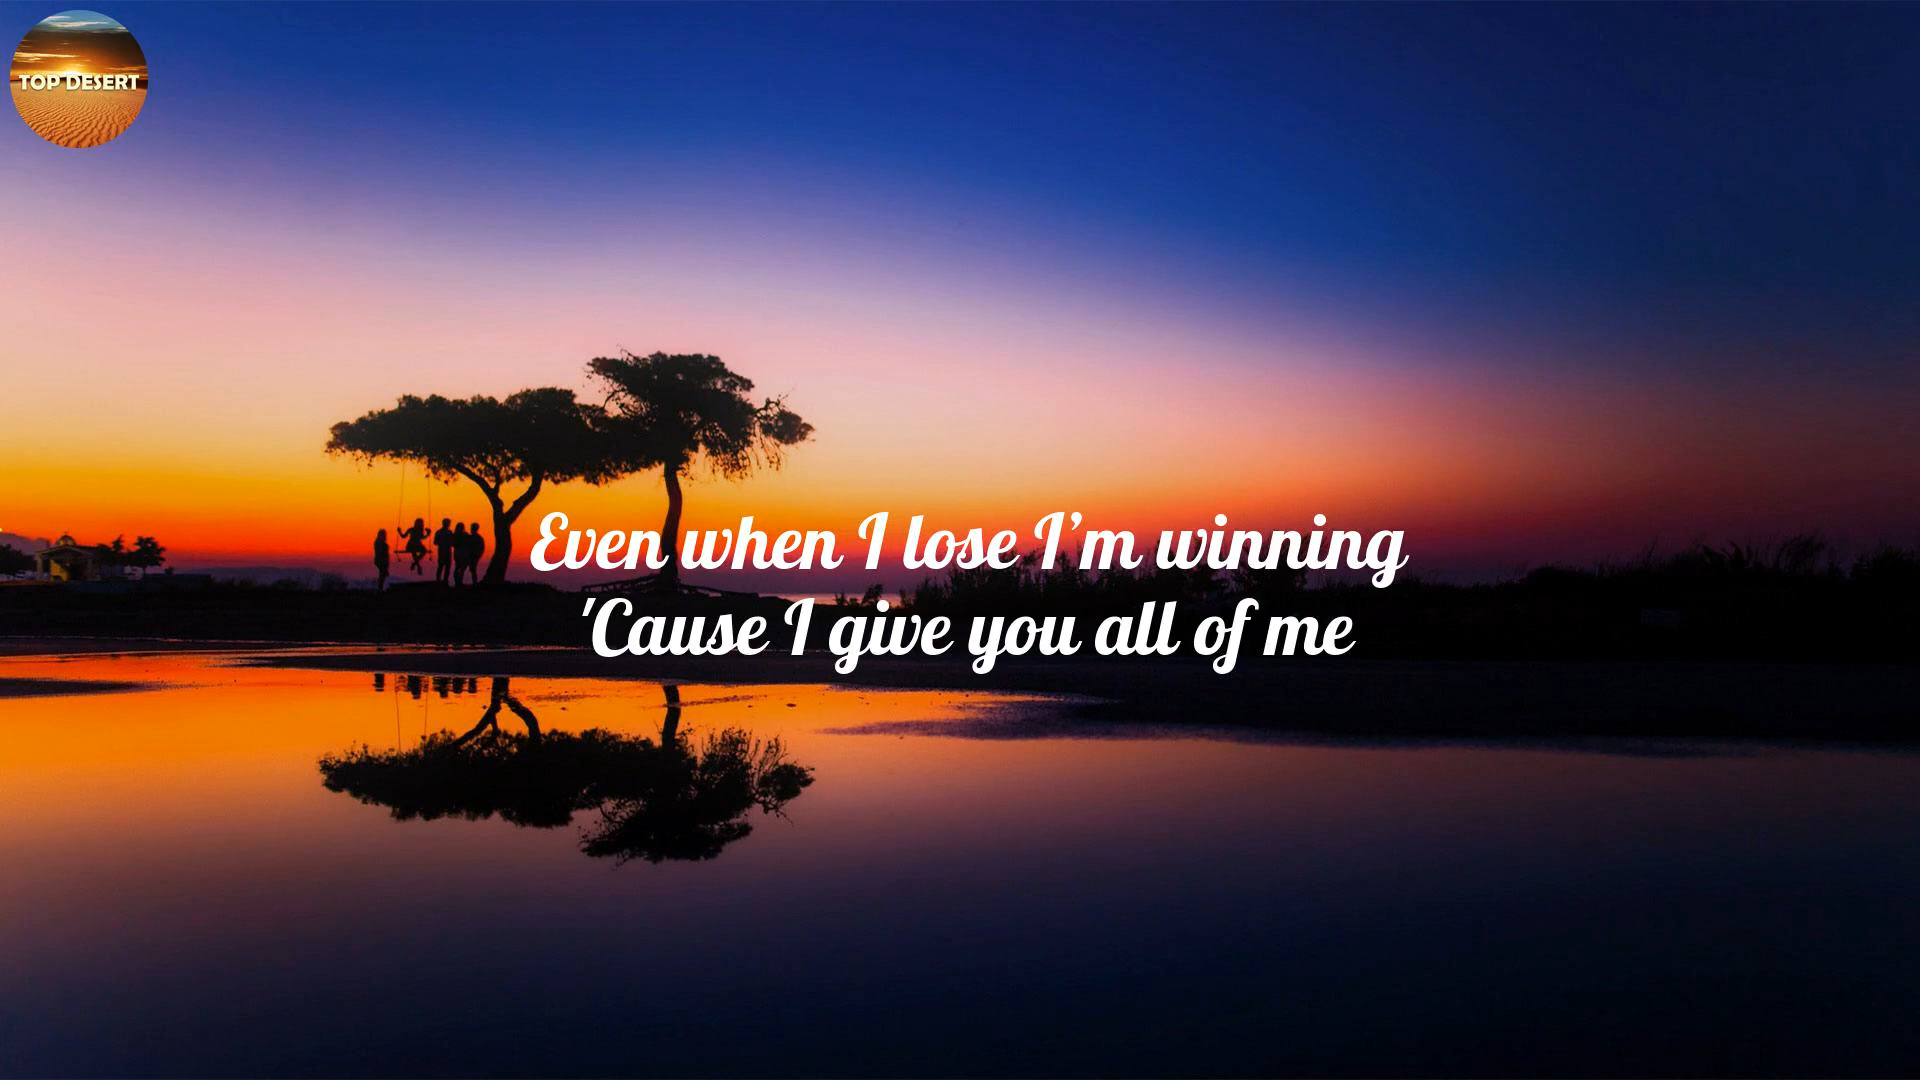 TOP DESERT
Even when I lose I’m winning
'Cause I give you all of me